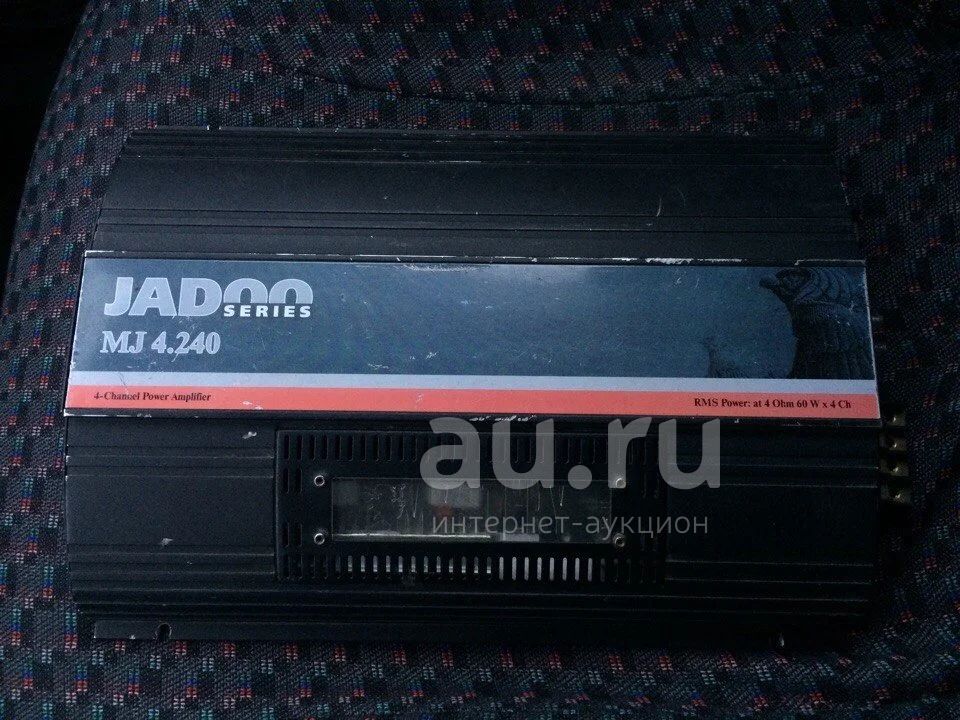 JADOO
SERIES
MJ 4.240
4-Channel Power Amplifier
RMS Power: at 4 Ohm 60 W x 4 Ch
au.ru
интернет-аукцион